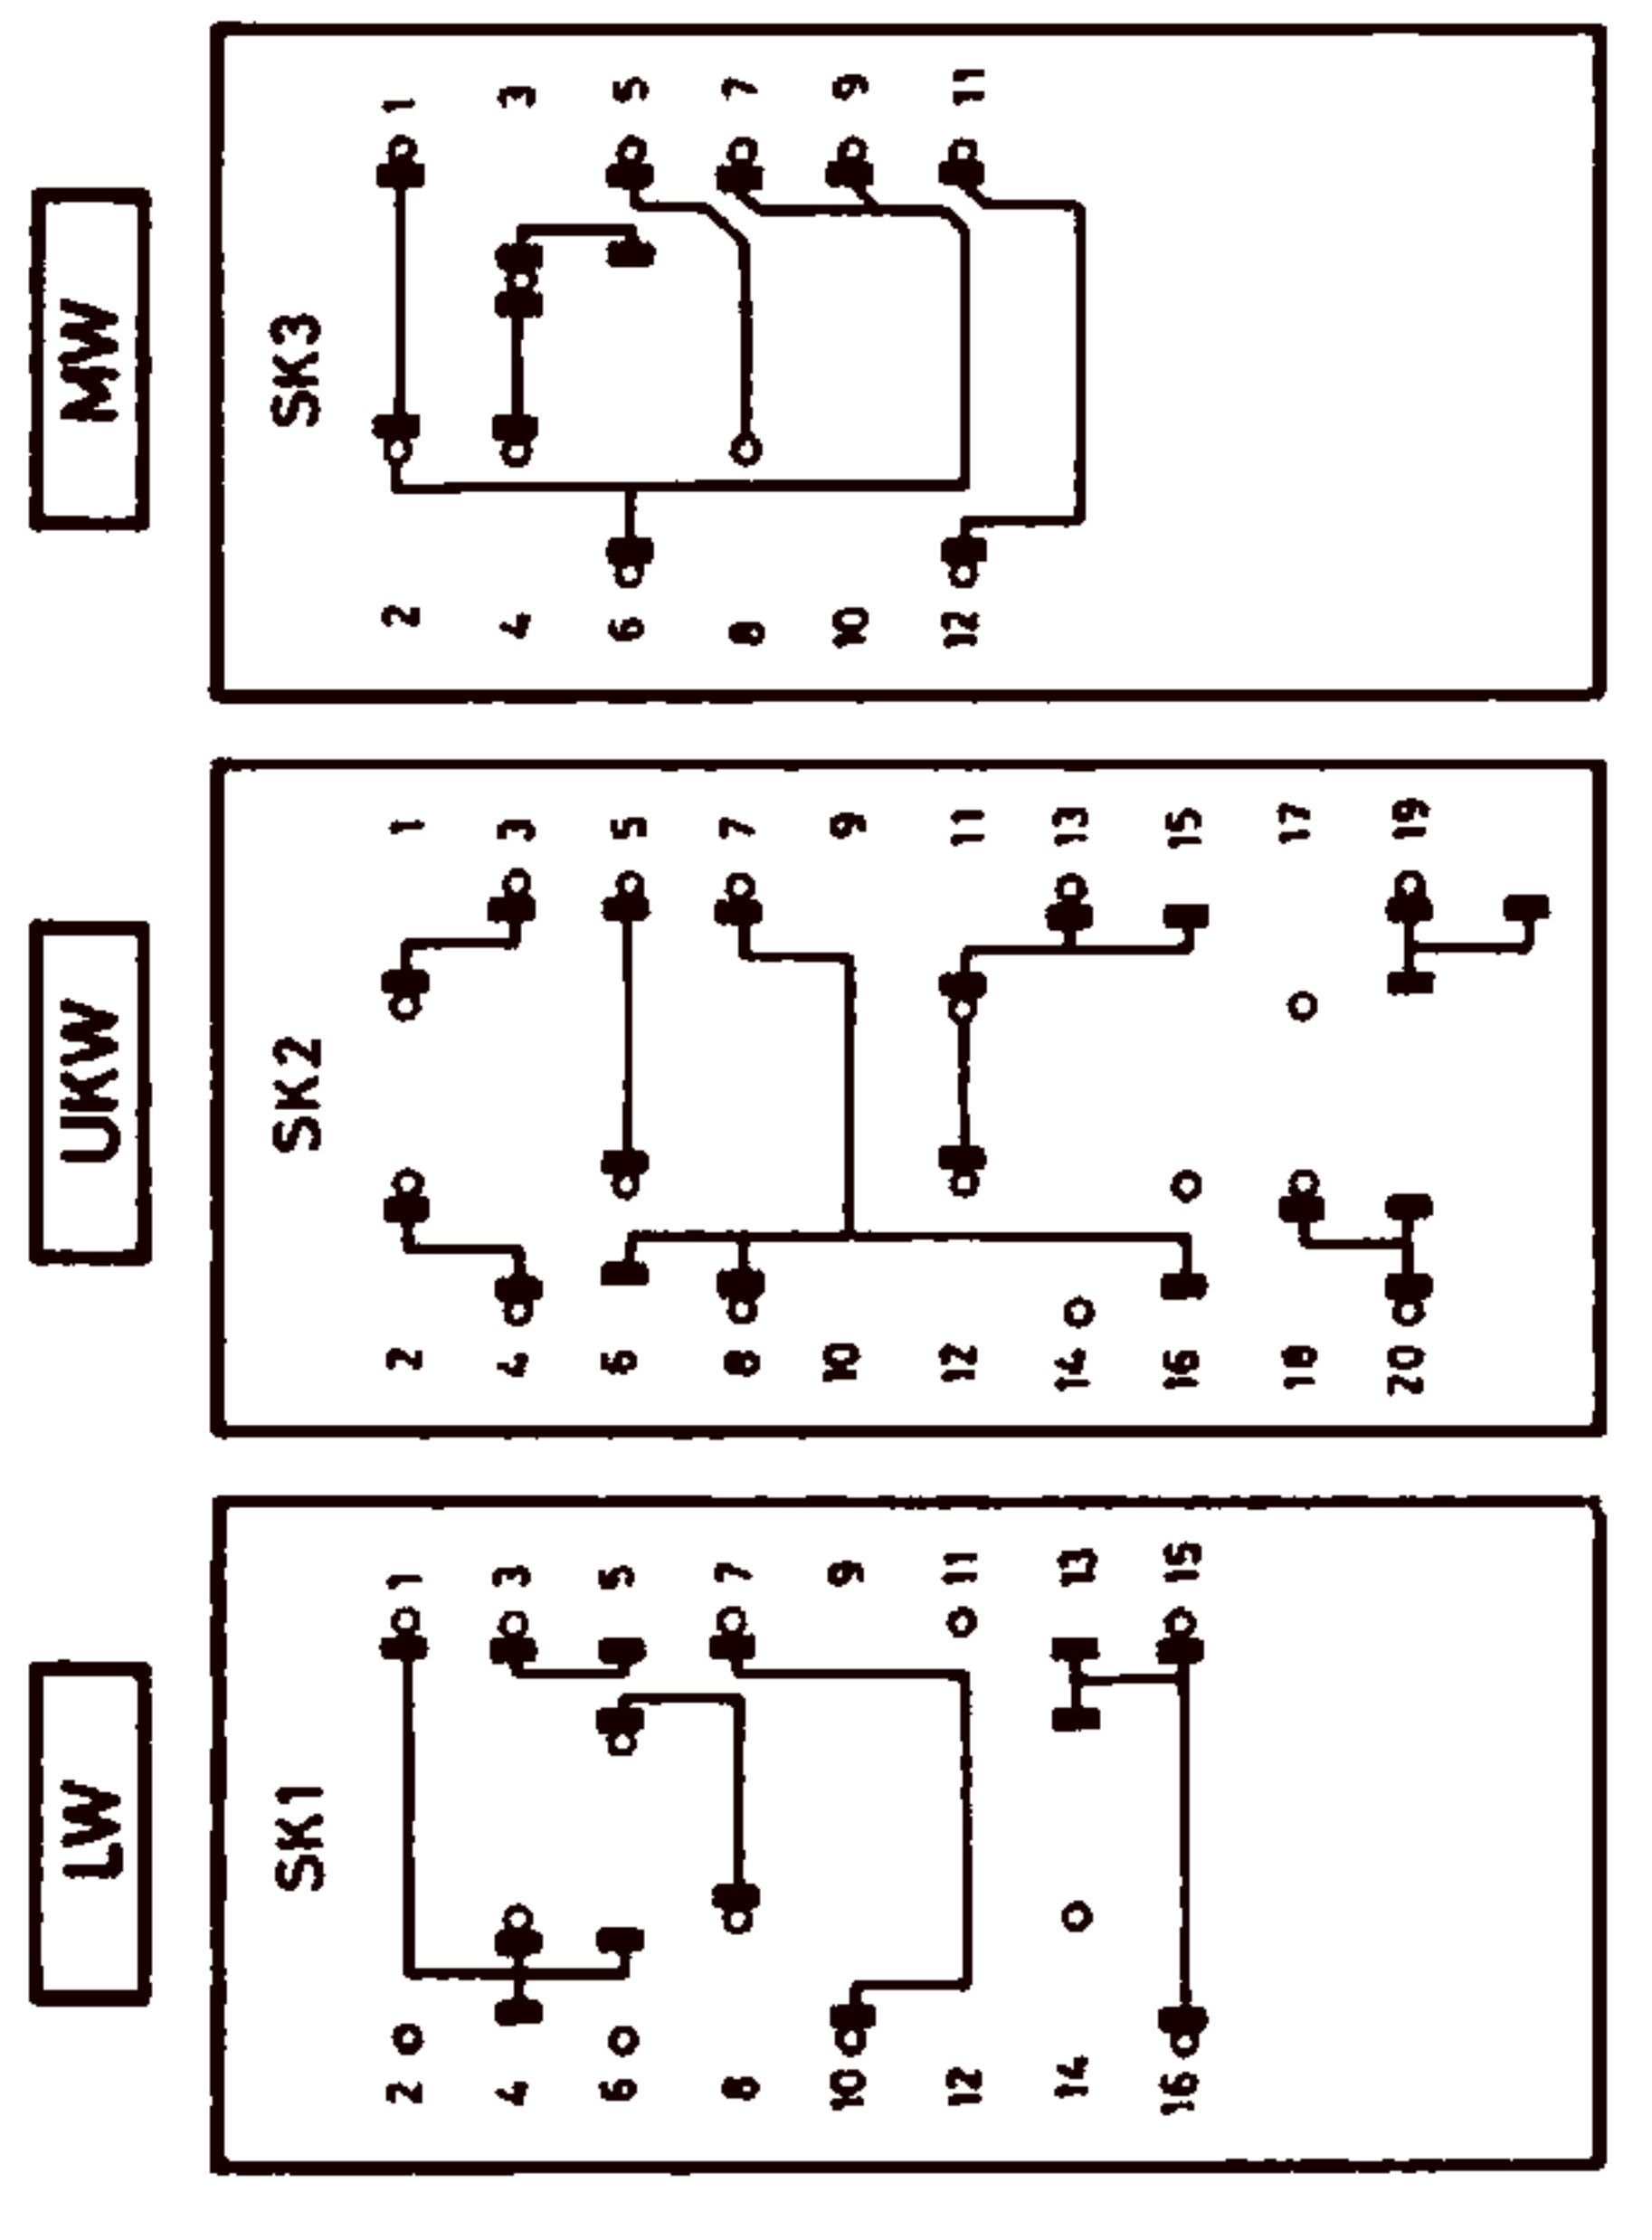 MW
SK3
1 3 5 7 9 11
2 4 6 8 10 12
UKW
SK2
1 3 5 7 9 11 13 15 17 19
2 4 6 8 10 12 14 16 18 20
LW
SK1
1 3 5 7 9 11 13 15
2 4 6 8 10 12 14 16